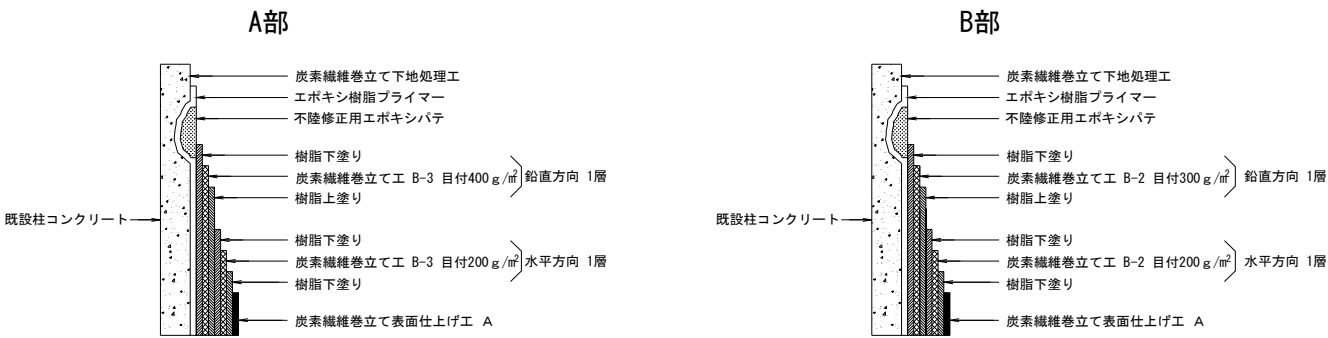 A部
炭素繊維巻立て下地処理工
エポキシ樹脂プライマー
不陸修正用エポキシパテ
樹脂下塗り
炭素繊維巻立て工 B-3 目付400g/㎡ 鉛直方向 1層
樹脂上塗り
既設柱コンクリート
樹脂下塗り
炭素繊維巻立て工 B-3 目付200g/㎡ 水平方向 1層
樹脂下塗り
炭素繊維巻立て表面仕上げ工 A
B部
炭素繊維巻立て下地処理工
エポキシ樹脂プライマー
不陸修正用エポキシパテ
樹脂下塗り
炭素繊維巻立て工 B-2 目付300g/㎡ 鉛直方向 1層
樹脂上塗り
既設柱コンクリート
樹脂下塗り
炭素繊維巻立て工 B-2 目付200g/㎡ 水平方向 1層
樹脂下塗り
炭素繊維巻立て表面仕上げ工 A